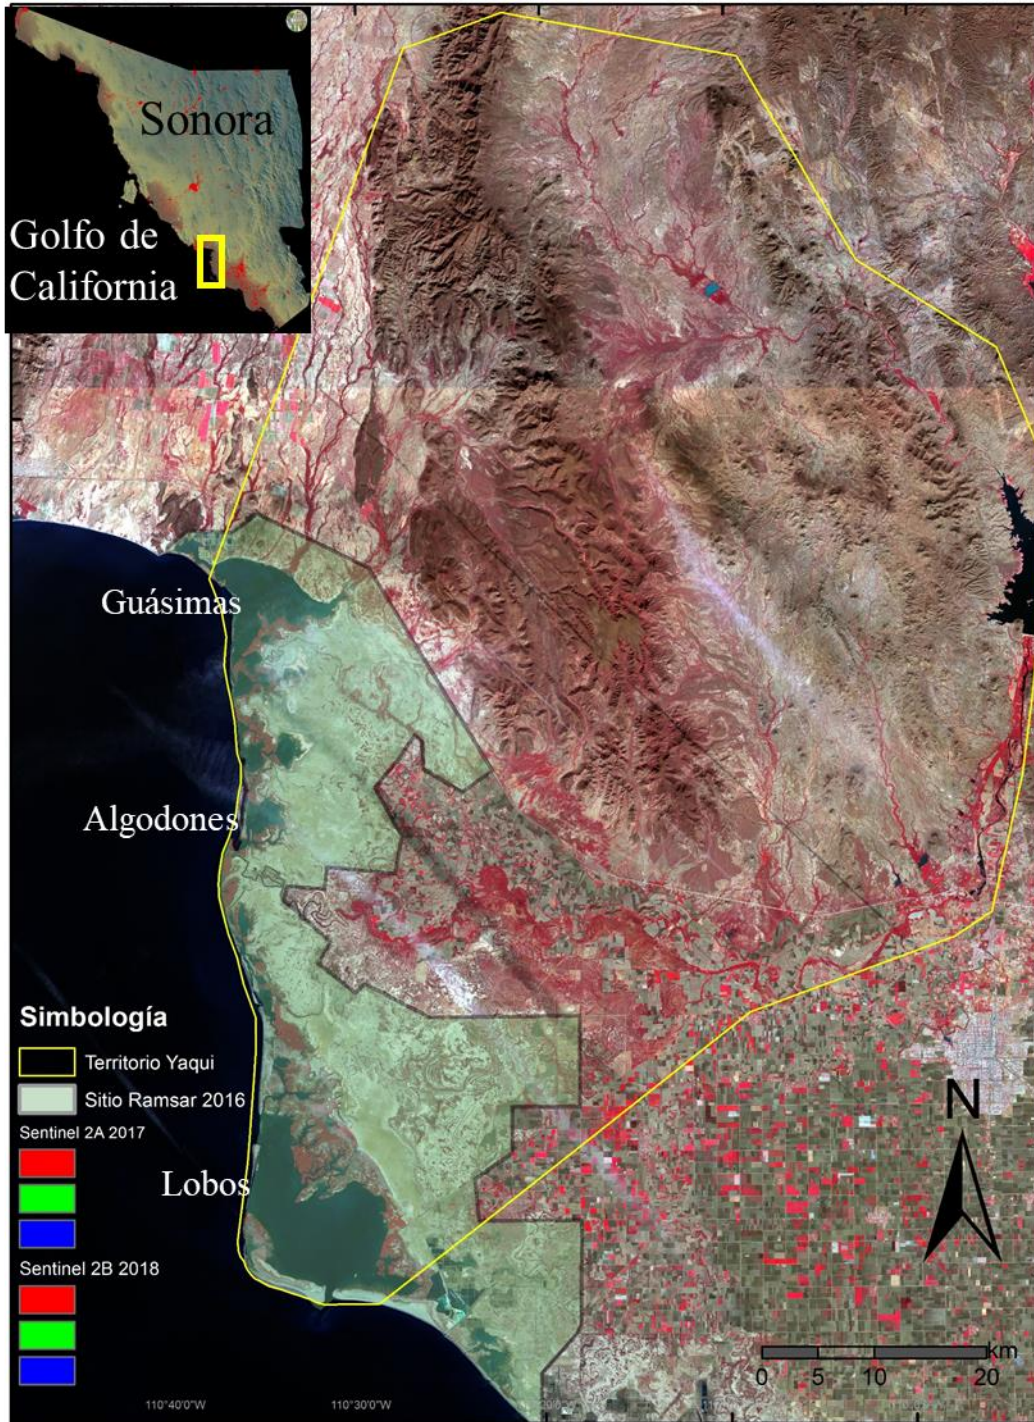 Sonora
Golfo de
California
Guásimas
Algodones
Lobos
Simbología
Territorio Yaqui
Sitio Ramsar 2016
Sentinel 2A 2017
Sentinel 2B 2018
N
km
0 5 10 20
110°40'0"W 110°30'0"W